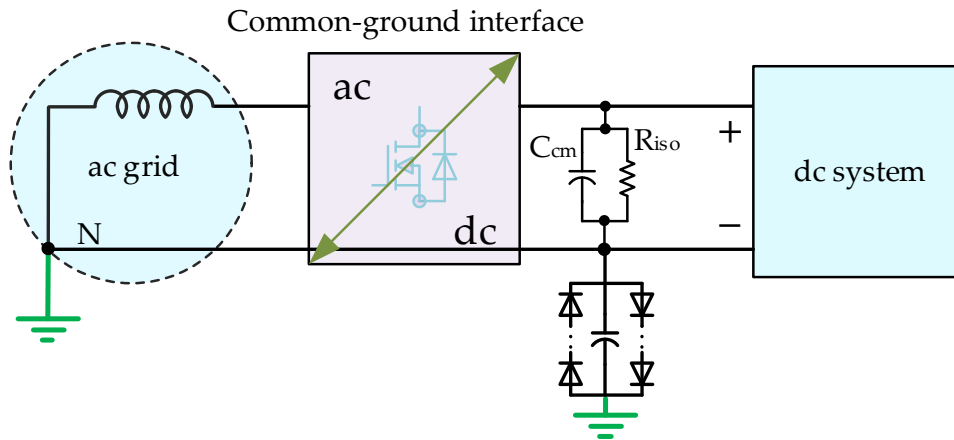 Common-ground interface
ac
ac grid
N
dc
Ccm
Riso
+
−
dc system